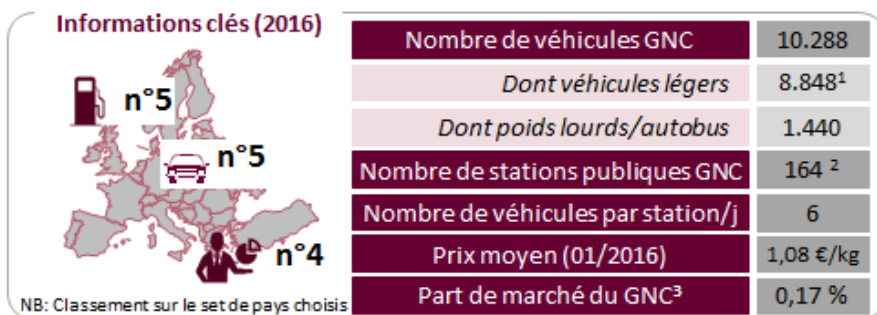 Informations clés (2016)
n°5
n°5
n°4
NB: Classement sur le set de pays choisis
Nombre de véhicules GNC 10.288
Dont véhicules légers 8.848¹
Dont poids lourds/autobus 1.440
Nombre de stations publiques GNC 164 ²
Nombre de véhicules par station/j 6
Prix moyen (01/2016) 1,08 €/kg
Part de marché du GNC³ 0,17 %